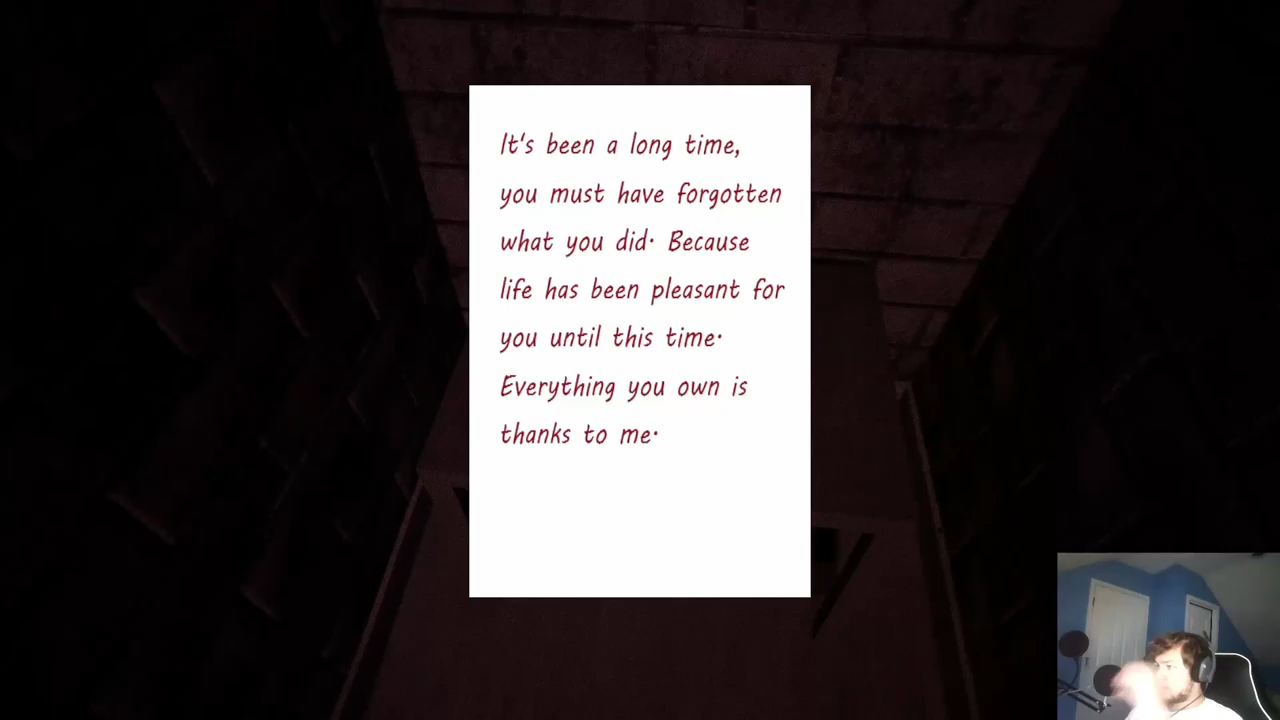 It's been a long time,
you must have forgotten
what you did. Because
life has been pleasant for
you until this time.
Everything you own is
thanks to me.